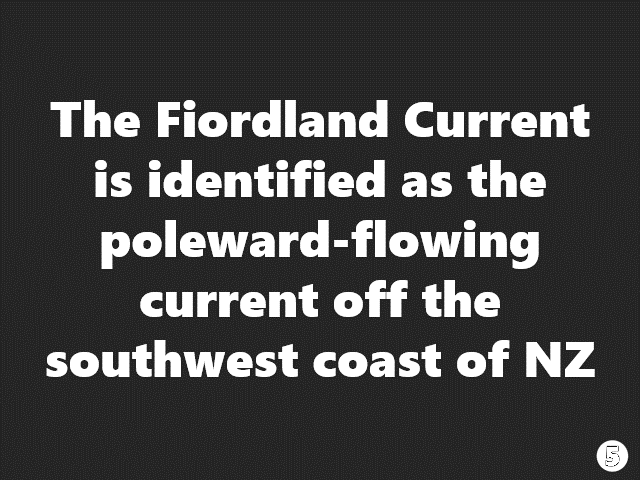 The Fiordland Current
is identified as the
poleward-flowing
current off the
southwest coast of NZ
5